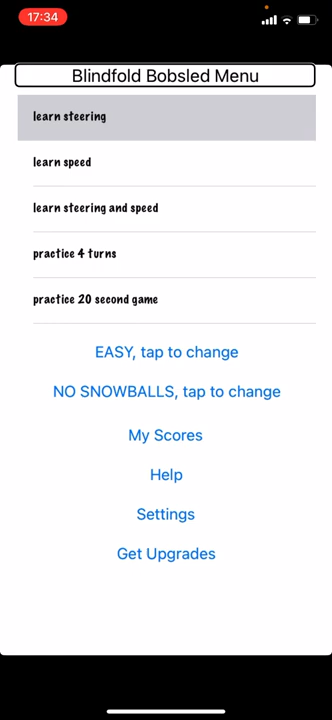 17:34
Blindfold Bobsled Menu
learn steering
learn speed
learn steering and speed
practice 4 turns
practice 20 second game
EASY, tap to change
NO SNOWBALLS, tap to change
My Scores
Help
Settings
Get Upgrades